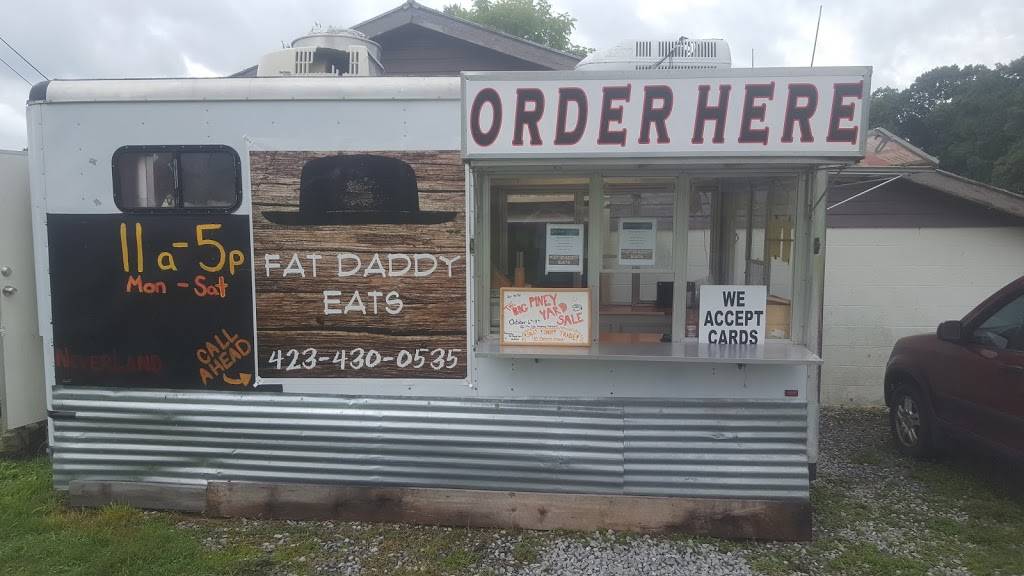 ORDER HERE
11a-5p
Mon - Sat
NEVERLAND
CALL
AHEAD
FAT DADDY
EATS
423-430-0535
PINEY
YARD
SALE
October
WE
ACCEPT
CARDS